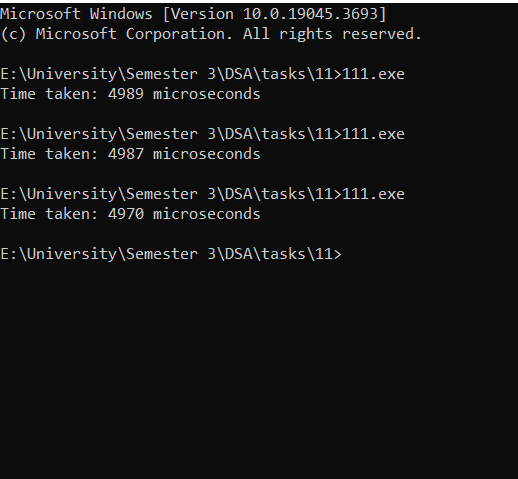 Microsoft Windows [Version 10.0.19045.3693]
(c) Microsoft Corporation. All rights reserved.
E:\University\Semester 3\DSA\tasks\11>111.exe
Time taken: 4989 microseconds
E:\University\Semester 3\DSA\tasks\11>111.exe
Time taken: 4987 microseconds
E:\University\Semester 3\DSA\tasks\11>111.exe
Time taken: 4970 microseconds
E:\University\Semester 3\DSA\tasks\11>